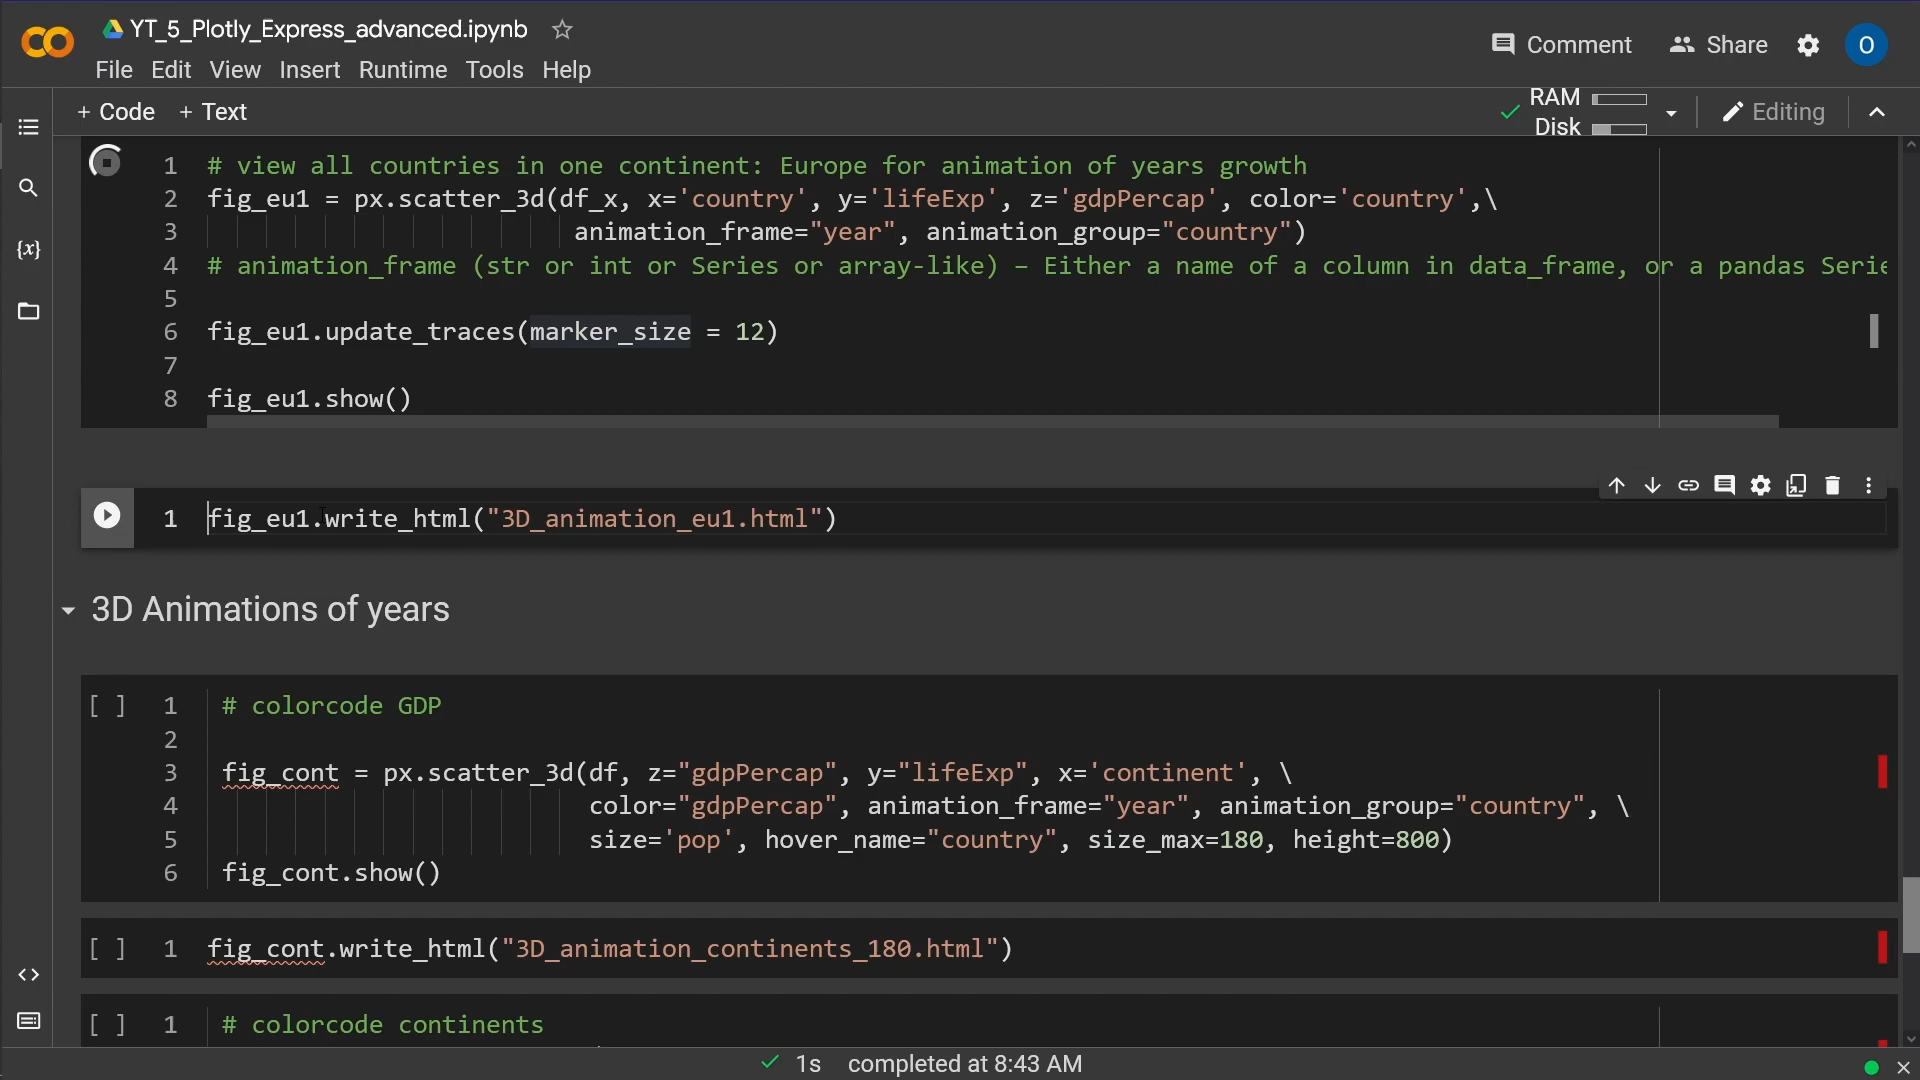 YT_5_Plotly_Express_advanced.ipynb
Comment Share O
File Edit View Insert Runtime Tools Help
+ Code + Text
RAM
Disk
Editing
1 # view all countries in one continent: Europe for animation of years growth
2 fig_eu1 = px.scatter_3d(df_x, x='country', y='lifeExp', z='gdpPercap', color='country',\
3 animation_frame="year", animation_group="country")
4 # animation_frame (str or int or Series or array-like) – Either a name of a column in data_frame, or a pandas Serie
5
6 fig_eu1.update_traces(marker_size = 12)
7
8 fig_eu1.show()
1 fig_eu1.write_html("3D_animation_eu1.html")
3D Animations of years
[ ] 1 # colorcode GDP
2
3 fig_cont = px.scatter_3d(df, z="gdpPercap", y="lifeExp", x='continent', \
4 color="gdpPercap", animation_frame="year", animation_group="country", \
5 size='pop', hover_name="country", size_max=180, height=800)
6 fig_cont.show()
[ ] 1 fig_cont.write_html("3D_animation_continents_180.html")
[ ] 1 # colorcode continents
1s completed at 8:43 AM